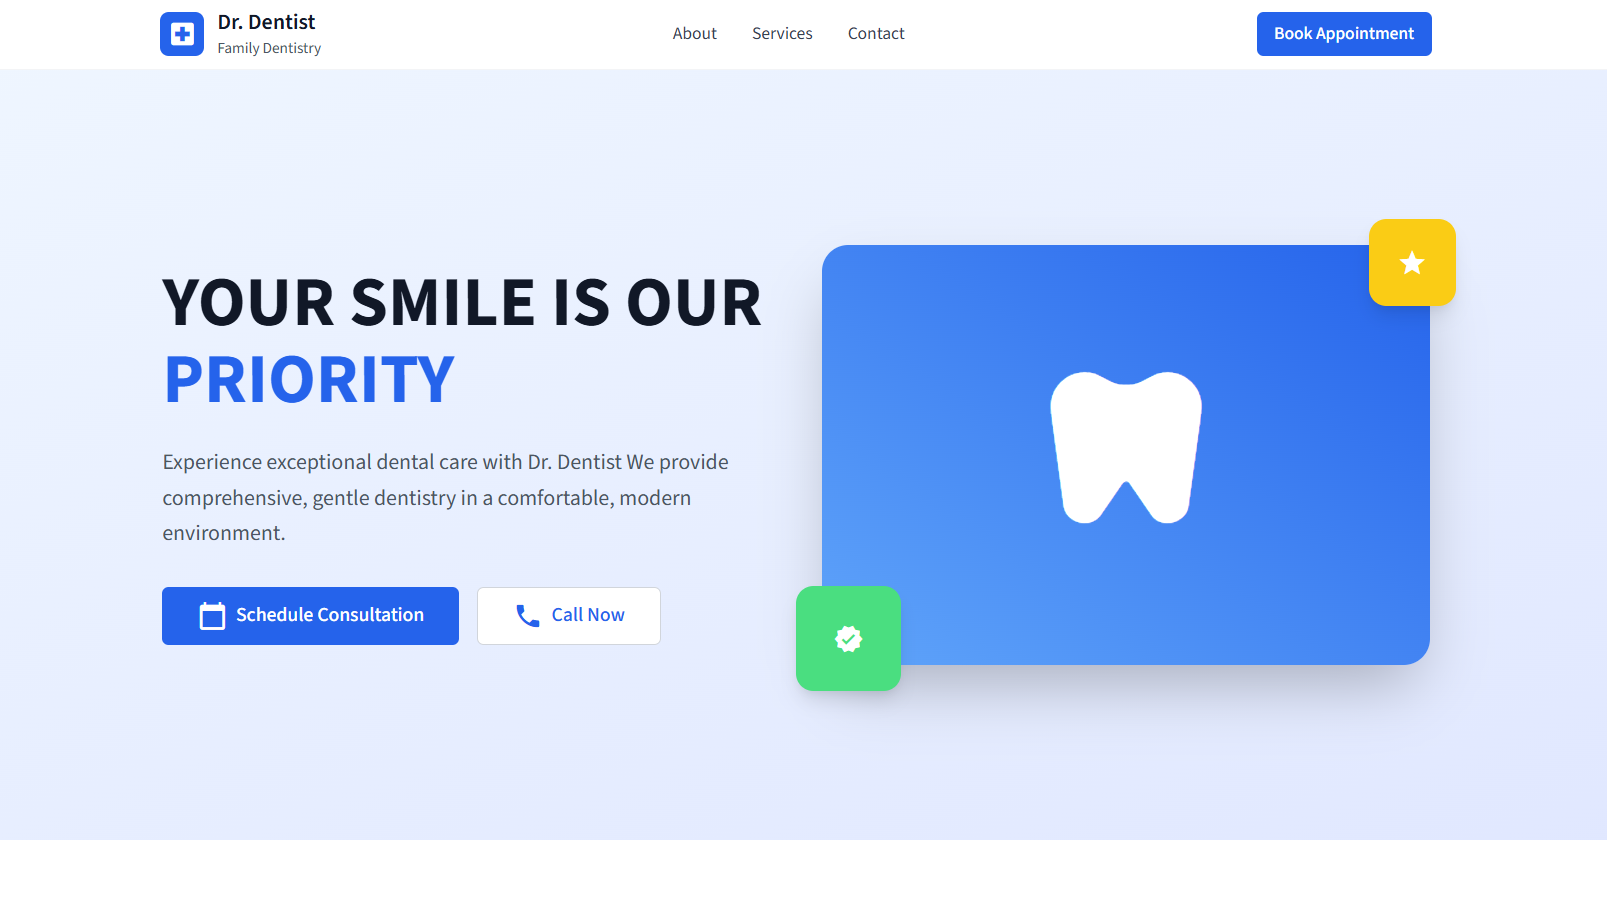 Dr. Dentist
Family Dentistry
About
Services
Contact
Book Appointment
YOUR SMILE IS OUR
PRIORITY
Experience exceptional dental care with Dr. Dentist We provide
comprehensive, gentle dentistry in a comfortable, modern
environment.
Schedule Consultation
Call Now